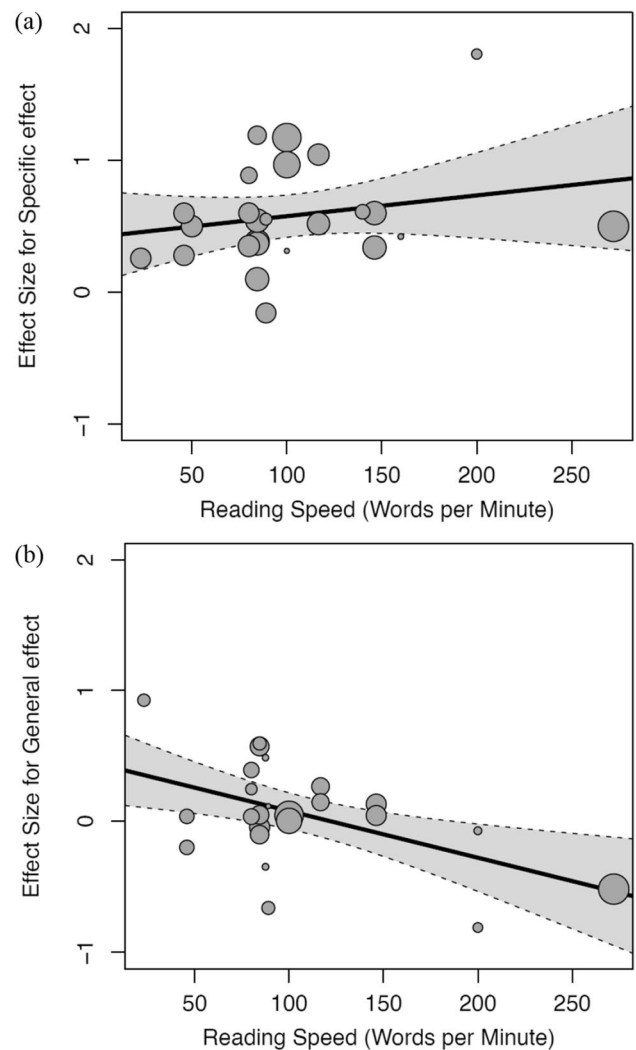 (a)
2
1
0
−1
Effect Size for Specific effect
50 100 150 200 250
Reading Speed (Words per Minute)
(b)
2
1
0
−1
Effect Size for General effect
50 100 150 200 250
Reading Speed (Words per Minute)